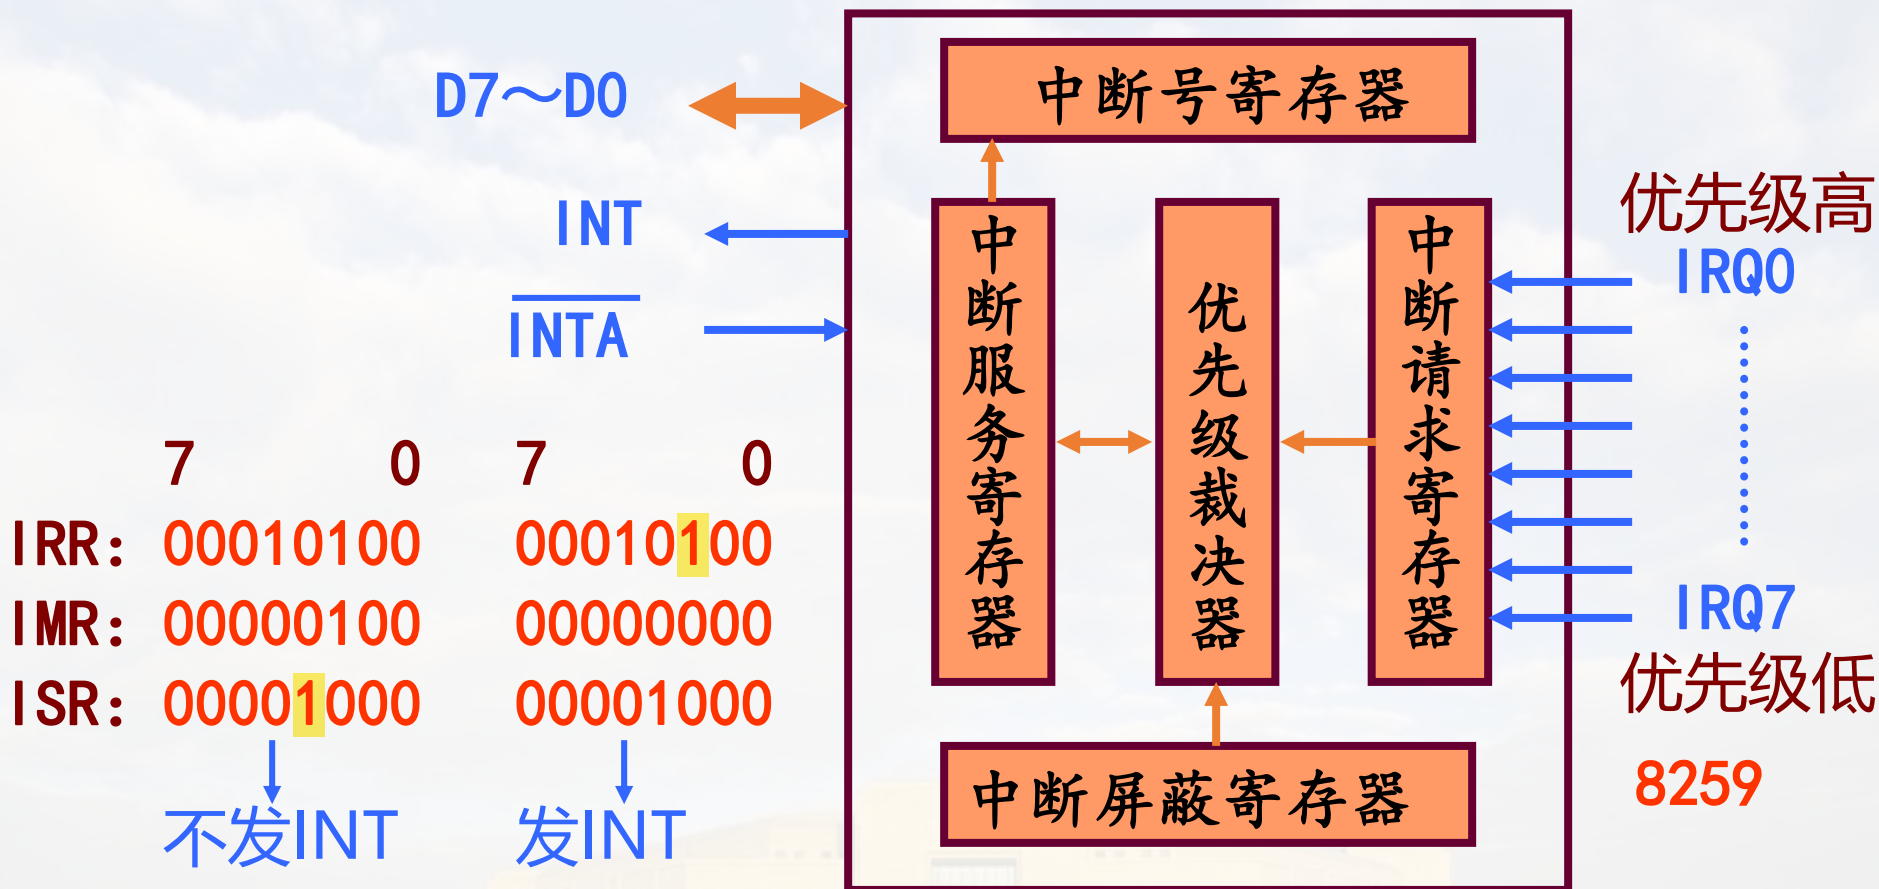 中断号寄存器
D7～D0
INT
INTA
中断服务寄存器
优先级裁决器
中断请求寄存器
优先级高
IRQ0
IRQ7
优先级低
8259
中断屏蔽寄存器
7 0 7 0
IRR: 00010100 00010100
IMR: 00000100 00000000
ISR: 00001000 00001000
不发INT 发INT